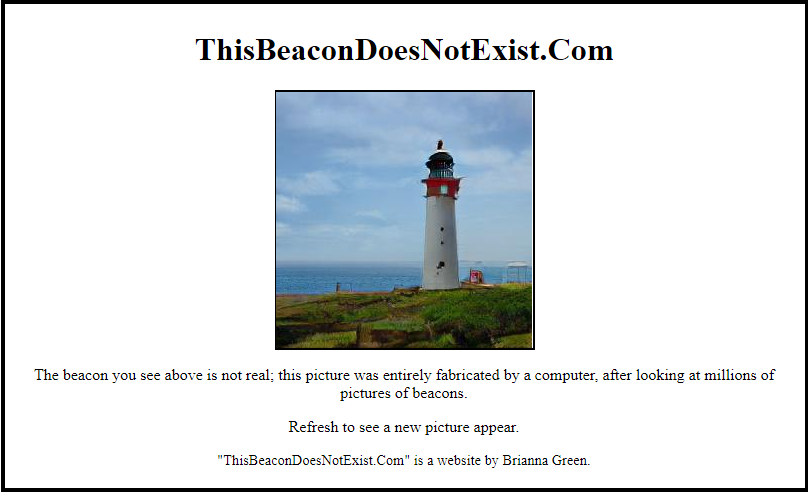 ThisBeaconDoesNotExist.Com
The beacon you see above is not real; this picture was entirely fabricated by a computer, after looking at millions of
pictures of beacons.
Refresh to see a new picture appear.
"ThisBeaconDoesNotExist.Com" is a website by Brianna Green.